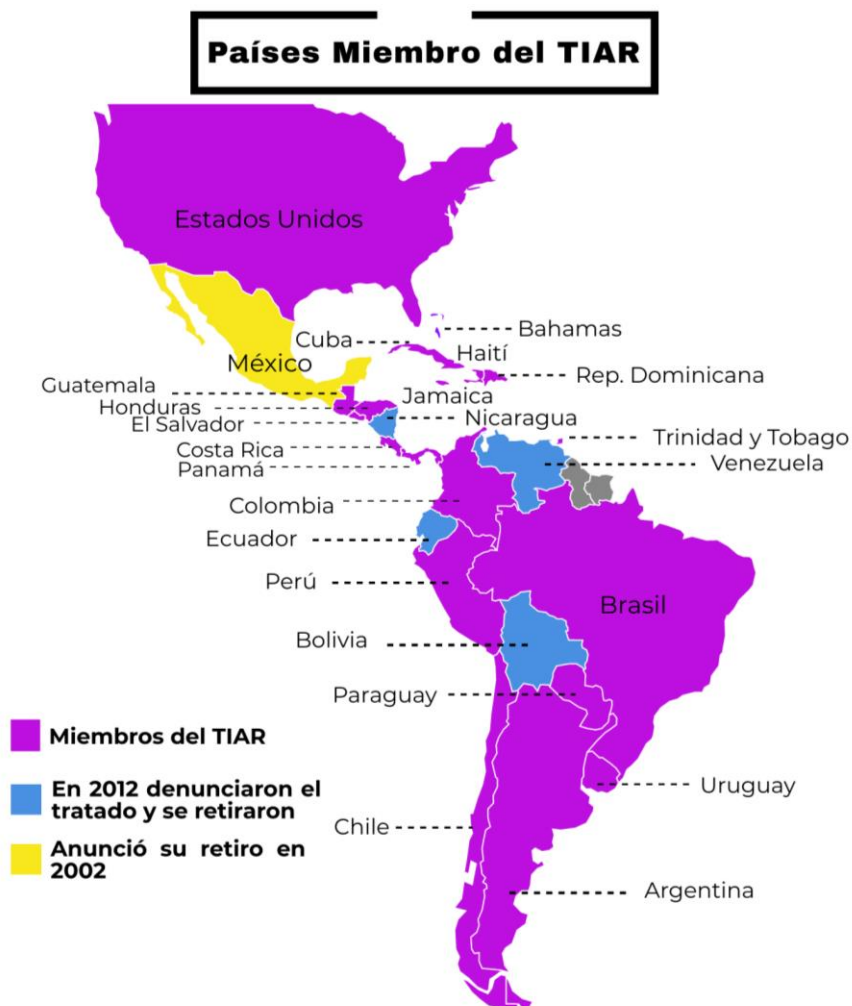 Países Miembro del TIAR
Estados Unidos
Bahamas
Cuba
Haití
México
Rep. Dominicana
Guatemala
Jamaica
Honduras
Nicaragua
El Salvador
Trinidad y Tobago
Costa Rica
Venezuela
Panamá
Colombia
Ecuador
Perú
Brasil
Bolivia
Paraguay
Miembros del TIAR
En 2012 denunciaron el
tratado y se retiraron
Uruguay
Chile
Anunció su retiro en
2002
Argentina